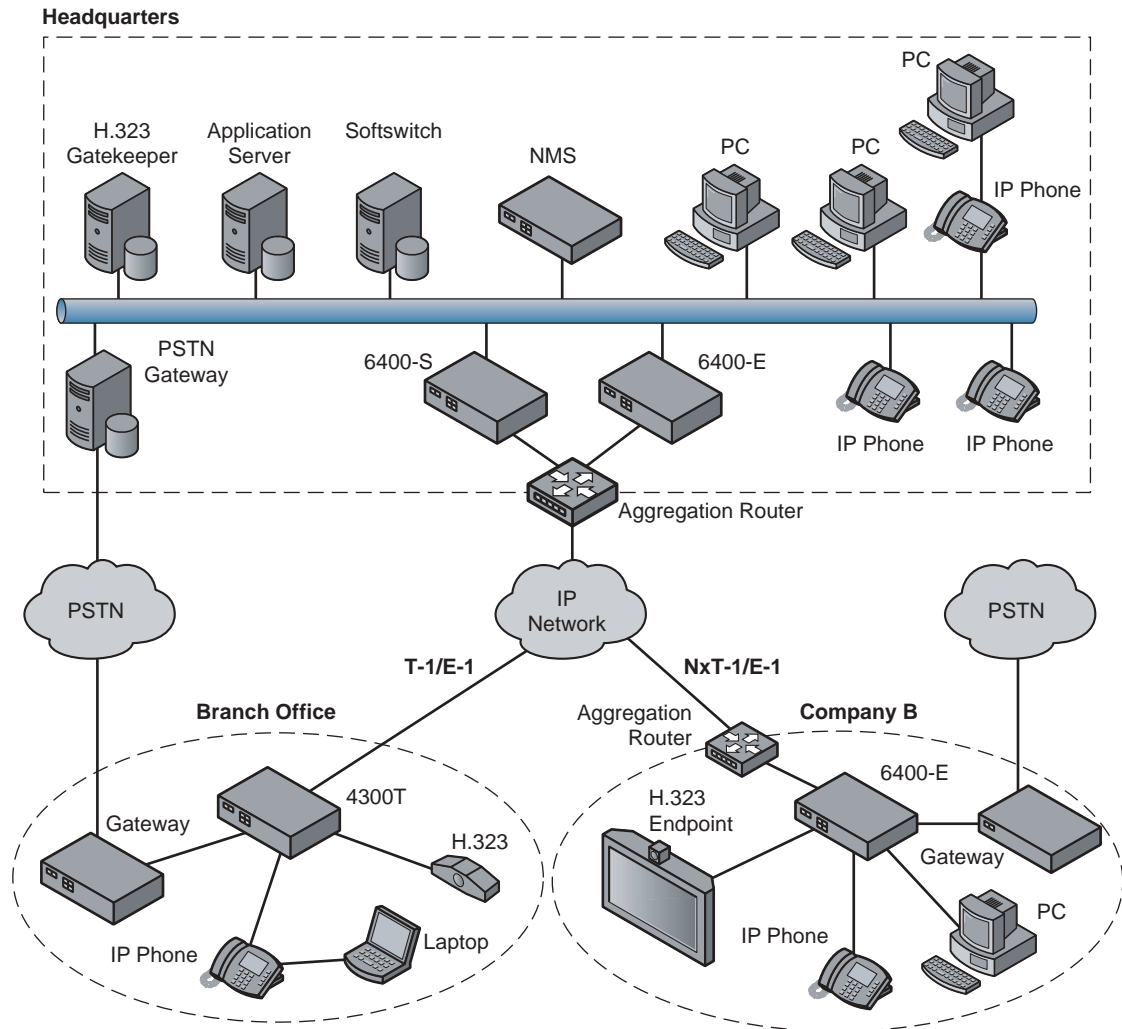 Headquarters
PC
H.323
Gatekeeper
Application
Server
Softswitch
NMS
PC
PC
IP Phone
PSTN
Gateway
6400-S
6400-E
IP Phone
IP Phone
Aggregation Router
PSTN
IP
Network
PSTN
T-1/E-1
NxT-1/E-1
Branch Office
Aggregation
Router
Company B
4300T
6400-E
Gateway
H.323
H.323
Endpoint
Gateway
IP Phone
Laptop
IP Phone
PC